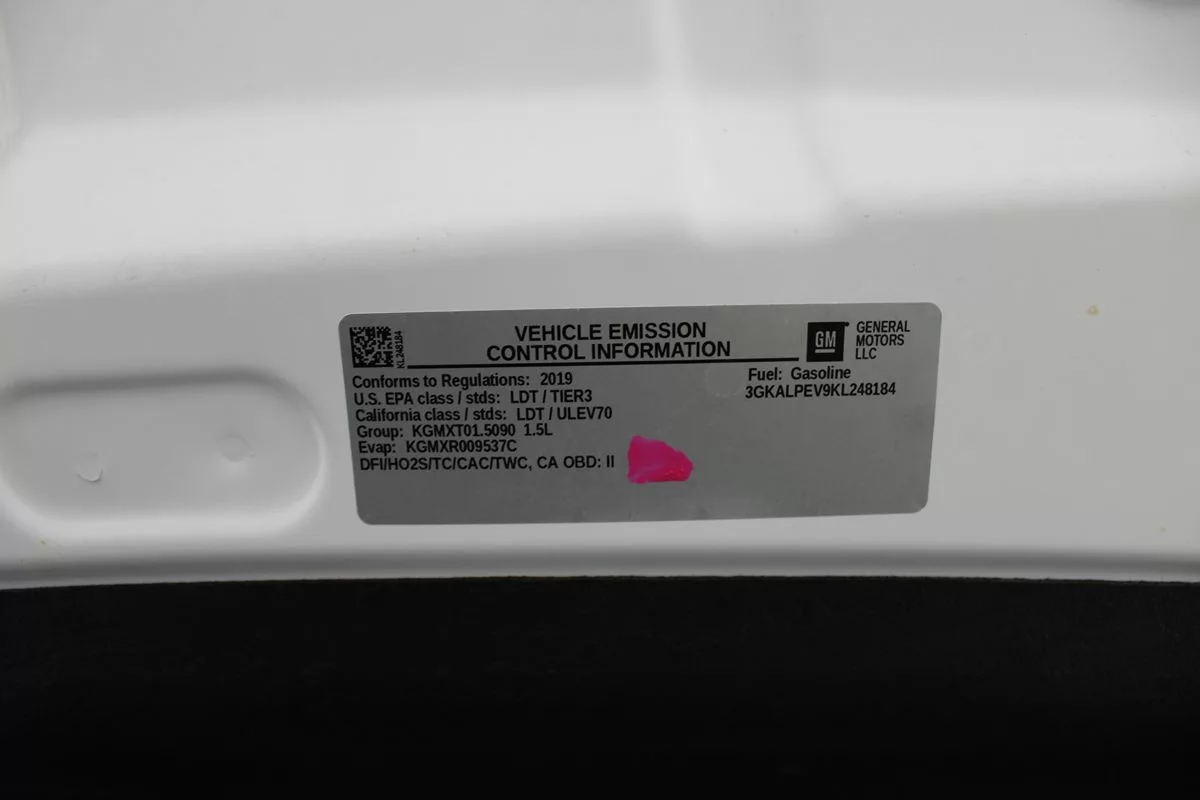 KL248184
VEHICLE EMISSION
CONTROL INFORMATION
GM
GENERAL
MOTORS
LLC
Conforms to Regulations: 2019
U.S. EPA class / stds: LDT / TIER3
California class / stds: LDT / ULEV70
Group: KGMXT01.5090 1.5L
Evap: KGMXR009537C
DFI/HO2S/TC/CAC/TWC, CA OBD: II
Fuel: Gasoline
3GKALPEV9KL248184